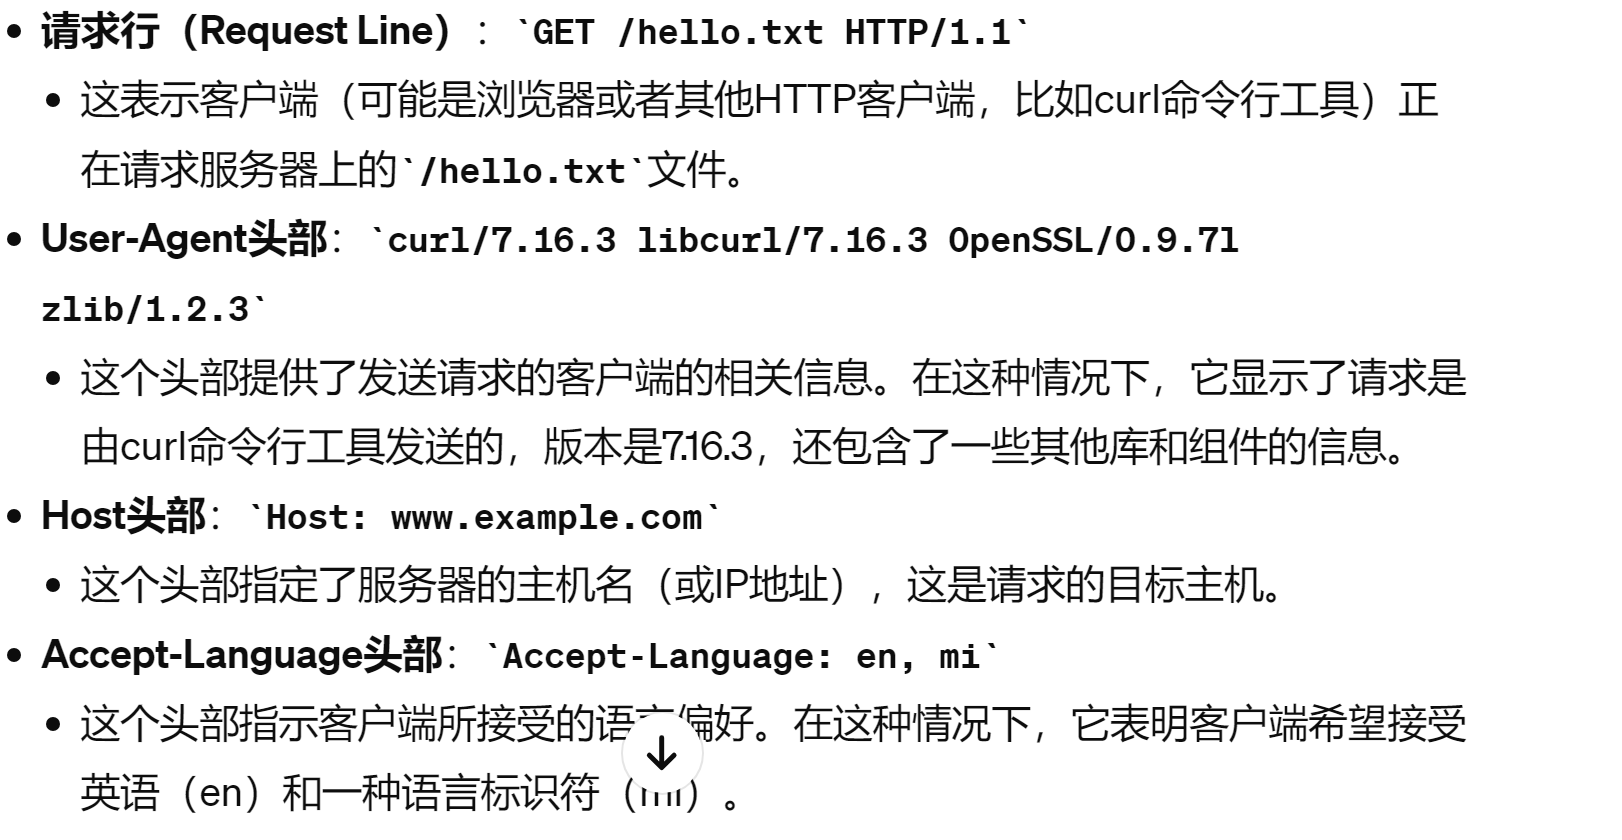 请求行（Request Line）：`GET /hello.txt HTTP/1.1`
这表示客户端（可能是浏览器或者其他HTTP客户端，比如curl命令行工具）正
在请求服务器上的`/hello.txt`文件。
User-Agent头部：`curl/7.16.3 libcurl/7.16.3 OpenSSL/0.9.7l
zlib/1.2.3`
这个头部提供了发送请求的客户端的相关信息。在这种情况下，它显示了请求是
由curl命令行工具发送的，版本是7.16.3，还包含了一些其他库和组件的信息。
Host头部：`Host: www.example.com`
这个头部指定了服务器的主机名（或IP地址），这是请求的目标主机。
Accept-Language头部：`Accept-Language: en, mi`
这个头部指示客户端所接受的语言偏好。在这种情况下，它表明客户端希望接受
英语（en）和一种语言标识符（mi）。